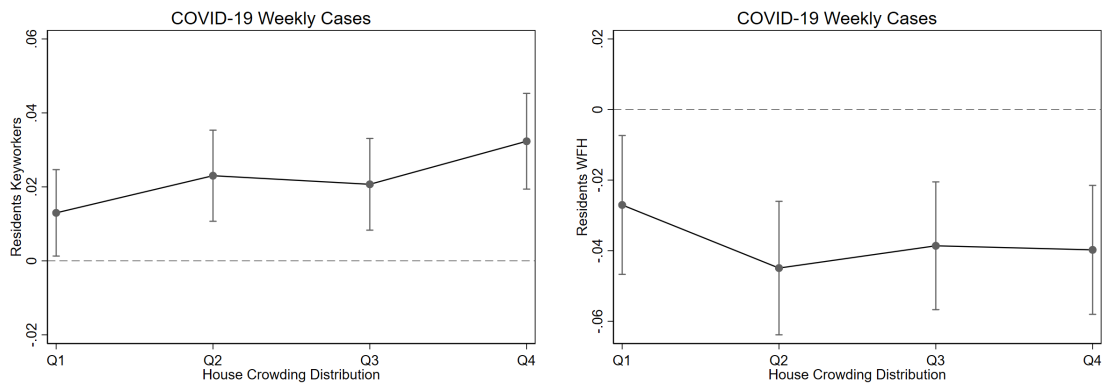 COVID-19 Weekly Cases
Residents Keyworkers
.06
.04
.02
0
-.02
Q1 Q2 Q3 Q4
House Crowding Distribution
COVID-19 Weekly Cases
Residents WFH
.02
0
-.02
-.04
-.06
Q1 Q2 Q3 Q4
House Crowding Distribution